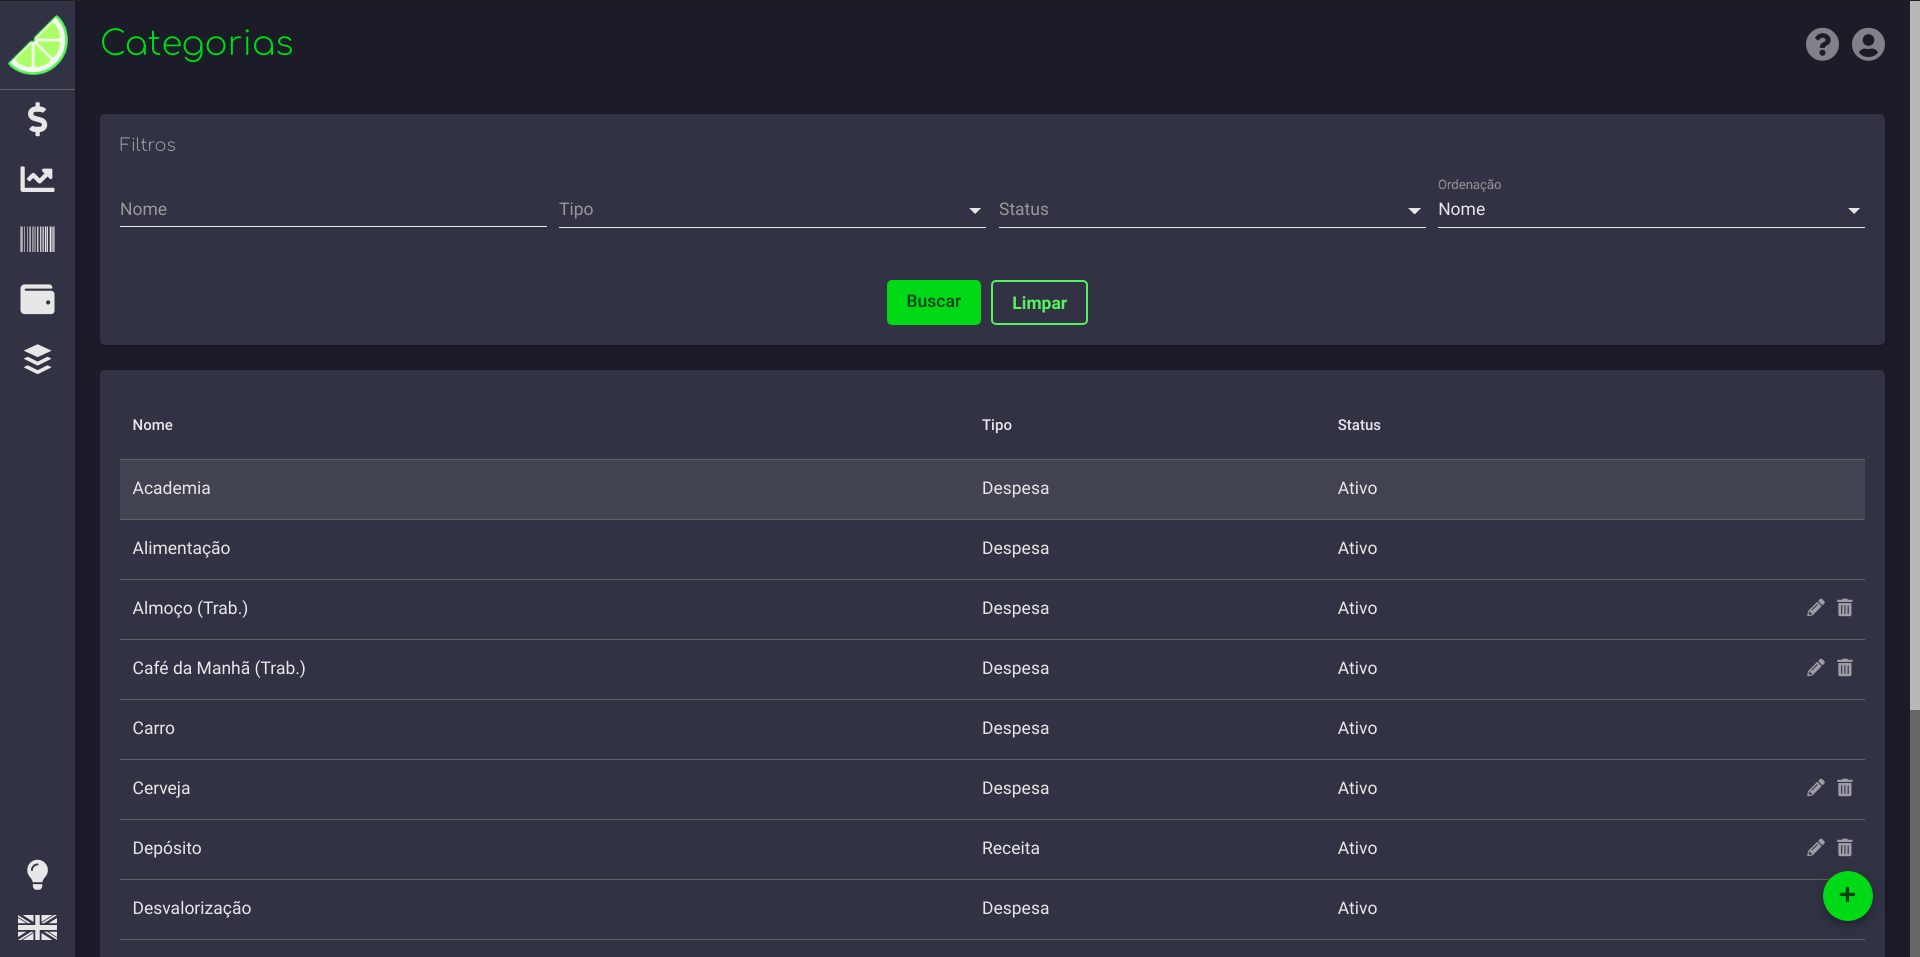 Categorias
Filtros
Nome
Tipo
Status
Ordenação
Nome
Buscar
Limpar
Nome Tipo Status
Academia Despesa Ativo
Alimentação Despesa Ativo
Almoço (Trab.) Despesa Ativo
Café da Manhã (Trab.) Despesa Ativo
Carro Despesa Ativo
Cerveja Despesa Ativo
Depósito Receita Ativo
Desvalorização Despesa Ativo